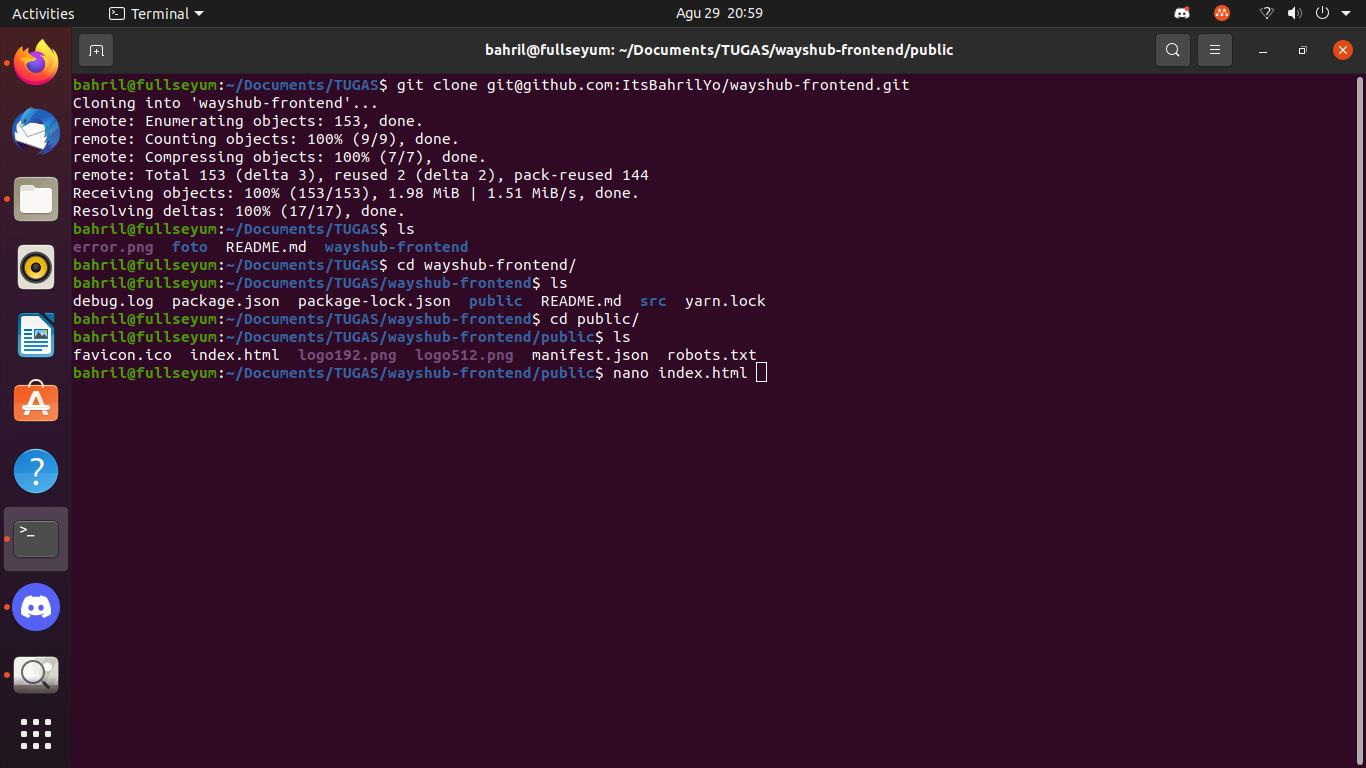 Activities Terminal Agu 29 20:59
bahril@fullseyum: ~/Documents/TUGAS/wayshub-frontend/public
bahril@fullseyum:~/Documents/TUGAS$ git clone git@github.com:ItsBahrilYo/wayshub-frontend.git
Cloning into 'wayshub-frontend'...
remote: Enumerating objects: 153, done.
remote: Counting objects: 100% (9/9), done.
remote: Compressing objects: 100% (7/7), done.
remote: Total 153 (delta 3), reused 2 (delta 2), pack-reused 144
Receiving objects: 100% (153/153), 1.98 MiB | 1.51 MiB/s, done.
Resolving deltas: 100% (17/17), done.
bahril@fullseyum:~/Documents/TUGAS$ ls
error.png foto README.md wayshub-frontend
bahril@fullseyum:~/Documents/TUGAS$ cd wayshub-frontend/
bahril@fullseyum:~/Documents/TUGAS/wayshub-frontend$ ls
debug.log package.json package-lock.json public README.md src yarn.lock
bahril@fullseyum:~/Documents/TUGAS/wayshub-frontend$ cd public/
bahril@fullseyum:~/Documents/TUGAS/wayshub-frontend/public$ ls
favicon.ico index.html logo192.png logo512.png manifest.json robots.txt
bahril@fullseyum:~/Documents/TUGAS/wayshub-frontend/public$ nano index.html